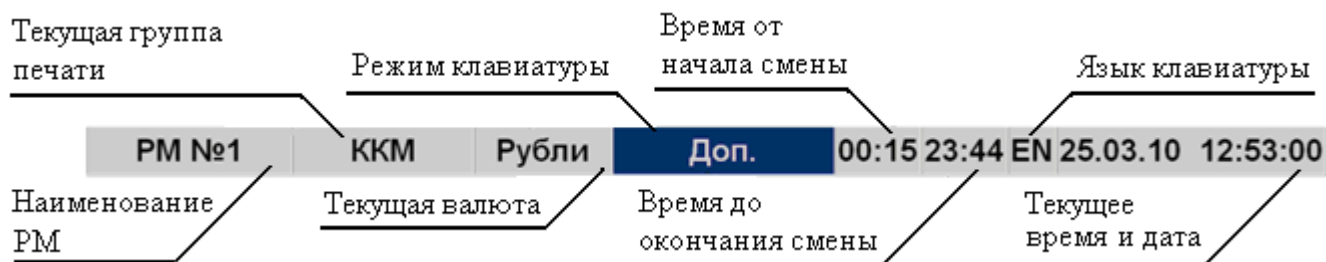 Текущая группа
печати
Режим клавиатуры
Время от
начала смены
Язык клавиатуры
РМ №1 ККМ Рубли Доп. 00:15 23:44 EN 25.03.10 12:53:00
Наименование
РМ
Текущая валюта
Время до
окончания смены
Текущее
время и дата